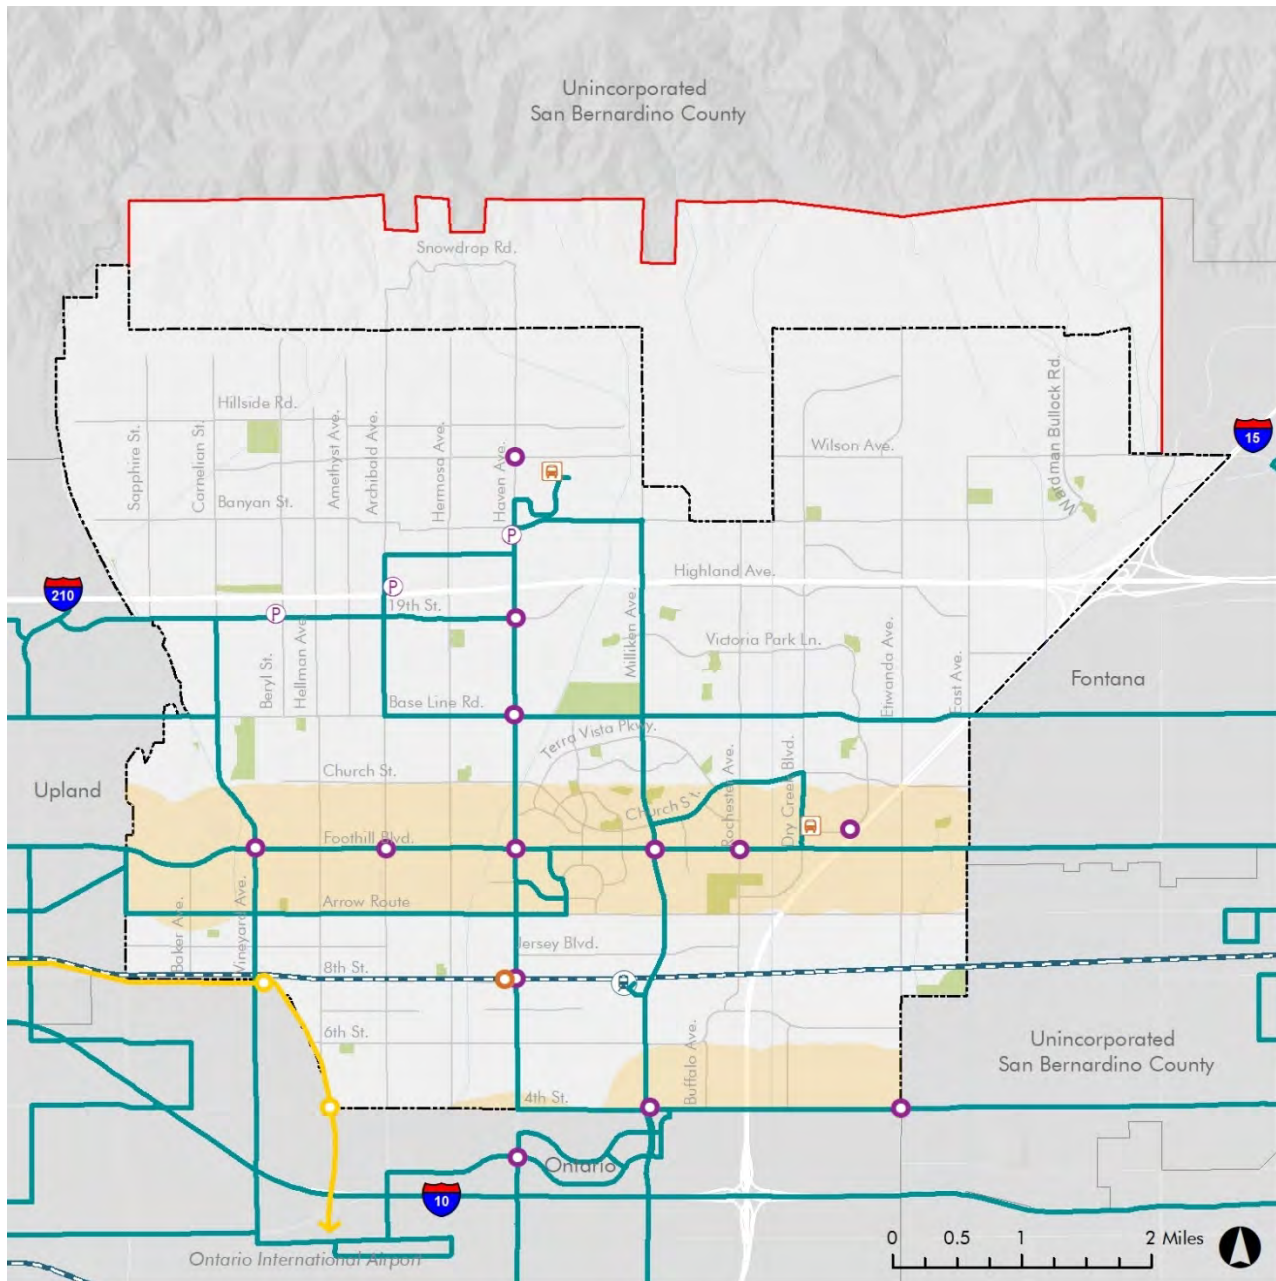 Unincorporated
San Bernardino County
Snowdrop Rd.
Hillside Rd.
Sapphire St.
Carnelian St.
Amethyst Ave.
Archibald Ave.
Hermosa Ave.
Haven Ave.
Wilson Ave.
Wardman Bullock Rd.
15
Banyan St.
P
P
P
210
Highland Ave.
19th St.
Beryl St.
Hellman Ave.
Milliken Ave.
Victoria Park Ln.
Etiwanda Ave.
East Ave.
Fontana
Base Line Rd.
Terra Vista Pkwy.
Upland
Church St.
Church St.
Rochester Ave.
Day Creek Blvd.
Foothill Blvd.
Arrow Route
Baker Ave.
Vineyard Ave.
Jersey Blvd.
8th St.
6th St.
Buffalo Ave.
Unincorporated
San Bernardino County
4th St.
Ontario
10
Ontario International Airport
0 0.5 1 2 Miles